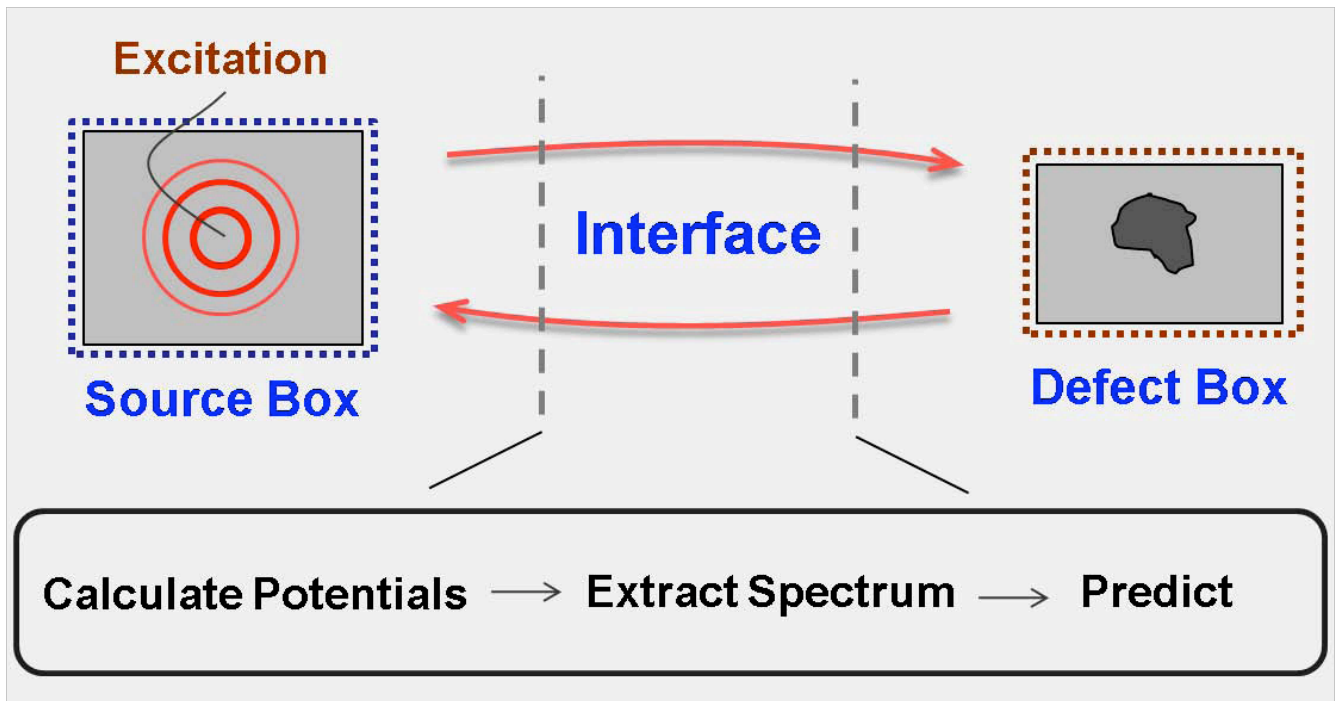 Excitation
Interface
Source Box
Defect Box
Calculate Potentials
Extract Spectrum
Predict